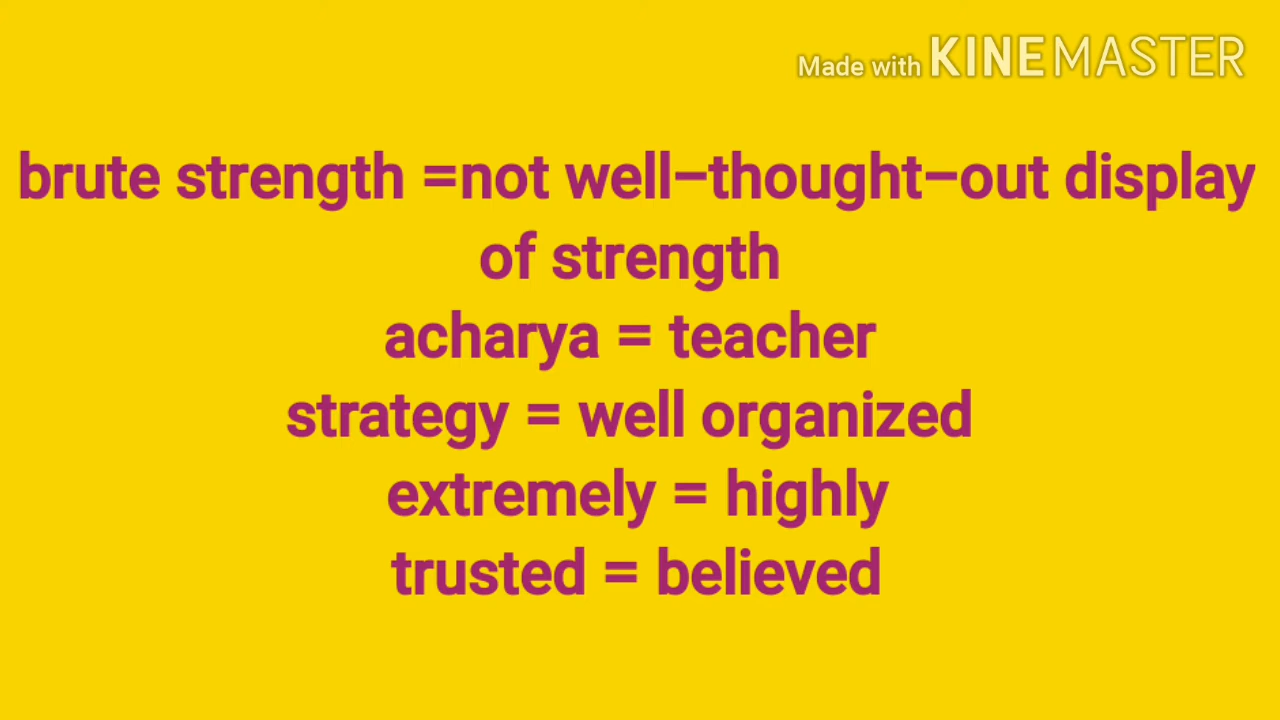 Made with KINEMASTER
brute strength =not well-thought-out display
of strength
acharya = teacher
strategy = well organized
extremely = highly
trusted = believed